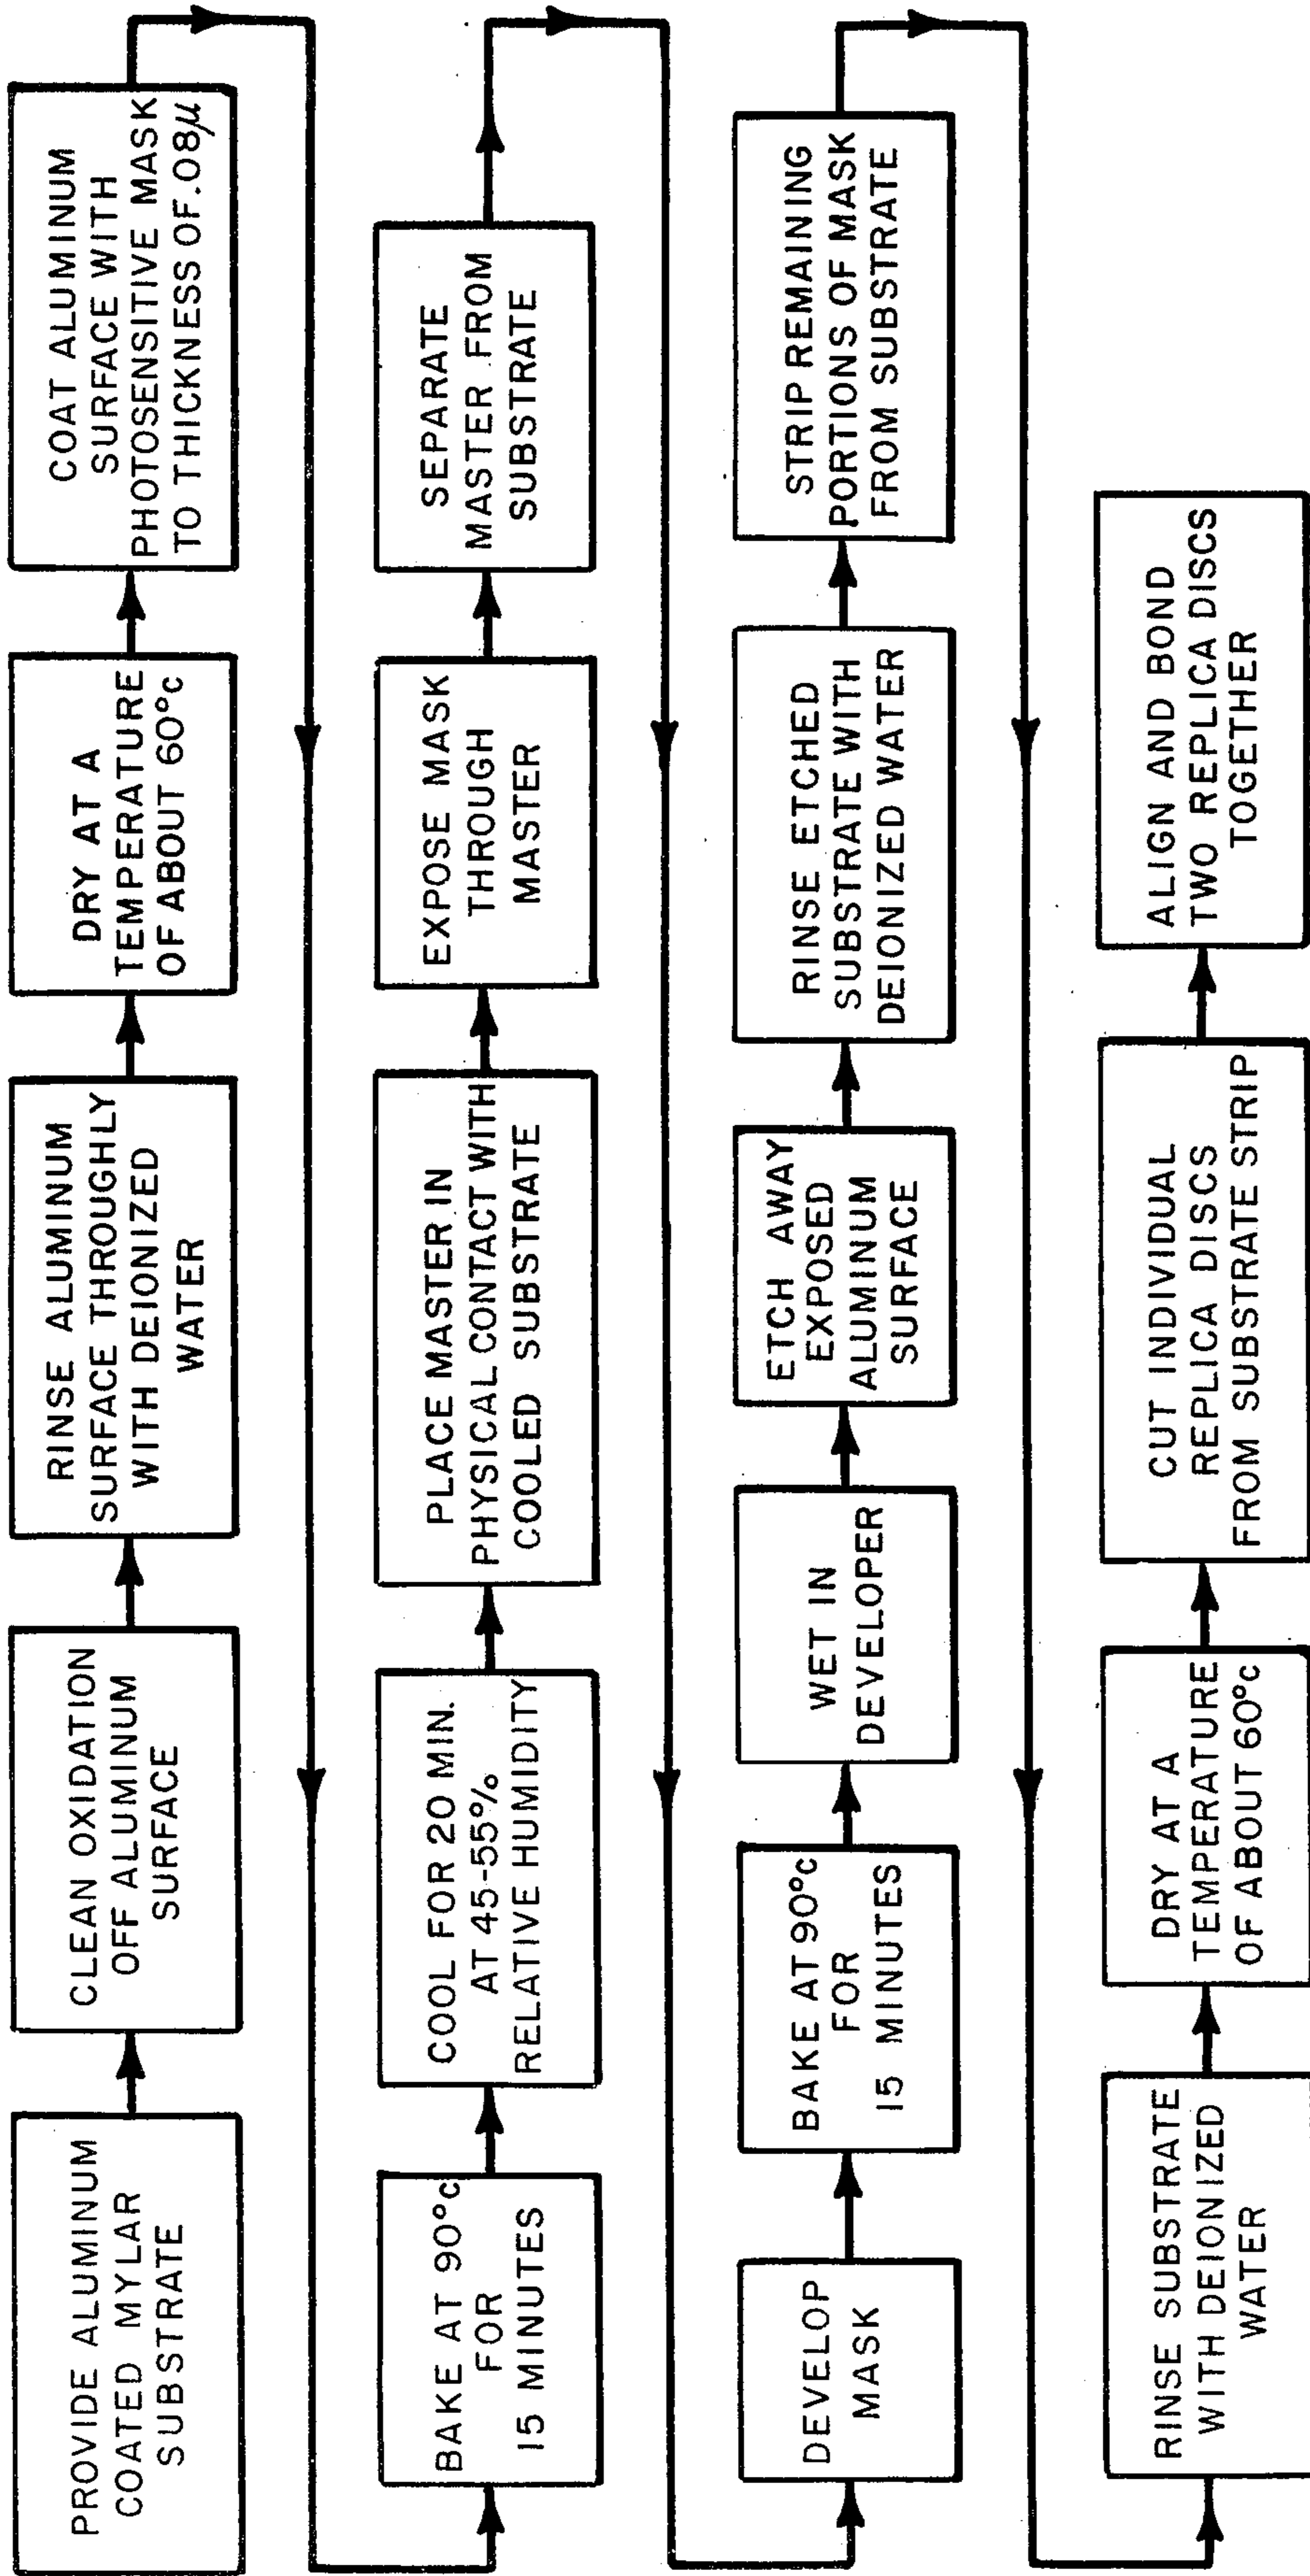 PROVIDE ALUMINUM
COATED MYLAR
SUBSTRATE
CLEAN OXIDATION
OFF ALUMINUM
SURFACE
RINSE ALUMINUM
SURFACE THROUGHLY
WITH DEIONIZED
WATER
DRY AT A
TEMPERATURE
OF ABOUT 60°C
COAT ALUMINUM
SURFACE WITH
PHOTOSENSITIVE MASK
TO THICKNESS OF .08μ
BAKE AT 90°C
FOR
15 MINUTES
COOL FOR 20 MIN.
AT 45-55%
RELATIVE HUMIDITY
PLACE MASTER IN
PHYSICAL CONTACT WITH
COOLED SUBSTRATE
EXPOSE MASK
THROUGH
MASTER
SEPARATE
MASTER FROM
SUBSTRATE
DEVELOP
MASK
BAKE AT 90°C
FOR
15 MINUTES
WET IN
DEVELOPER
ETCH AWAY
EXPOSED
ALUMINUM
SURFACE
RINSE ETCHED
SUBSTRATE WITH
DEIONIZED WATER
STRIP REMAINING
PORTIONS OF MASK
FROM SUBSTRATE
RINSE SUBSTRATE
WITH DEIONIZED
WATER
DRY AT A
TEMPERATURE
OF ABOUT 60°C
CUT INDIVIDUAL
REPLICA DISCS
FROM SUBSTRATE STRIP
ALIGN AND BOND
TWO REPLICA DISCS
TOGETHER